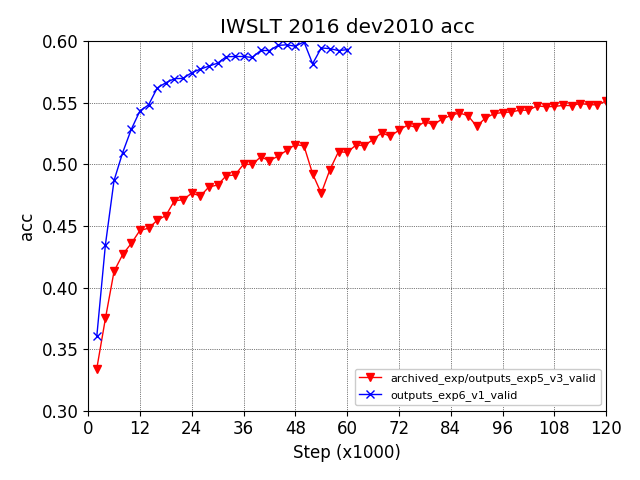 IWSLT 2016 dev2010 acc
0.60
0.55
0.50
0.45
0.40
0.35
0.30
acc
archived_exp/outputs_exp5_v3_valid
outputs_exp6_v1_valid
0 12 24 36 48 60 72 84 96 108 120
Step (x1000)